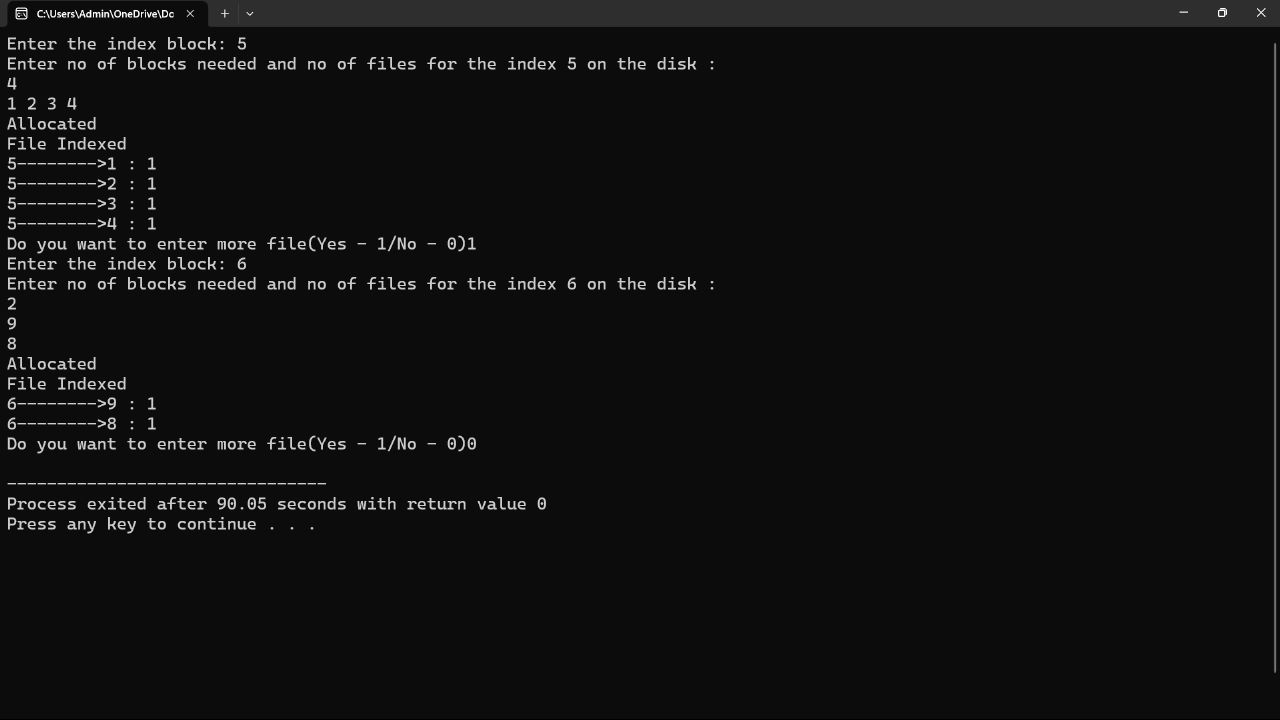 C:\Users\Admin\OneDrive\Dc
Enter the index block: 5
Enter no of blocks needed and no of files for the index 5 on the disk :
4
1 2 3 4
Allocated
File Indexed
5-------->1 : 1
5-------->2 : 1
5-------->3 : 1
5-------->4 : 1
Do you want to enter more file(Yes - 1/No - 0)1
Enter the index block: 6
Enter no of blocks needed and no of files for the index 6 on the disk :
2
9
8
Allocated
File Indexed
6-------->9 : 1
6-------->8 : 1
Do you want to enter more file(Yes - 1/No - 0)0
--------------------------------
Process exited after 90.05 seconds with return value 0
Press any key to continue . . .